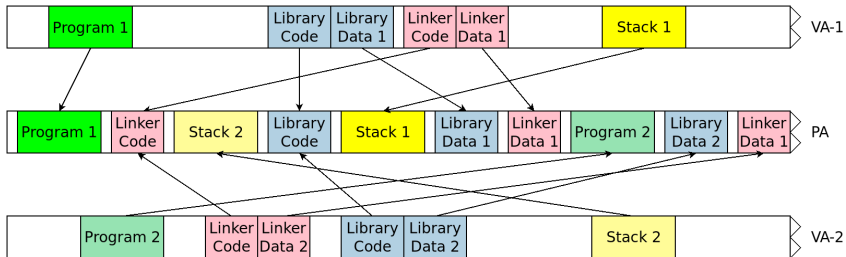 Program 1
Library Code
Library Data 1
Linker Code
Linker Data 1
Stack 1
VA-1
Program 1
Linker Code
Stack 2
Library Code
Stack 1
Library Data 1
Linker Data 1
Program 2
Library Data 2
Linker Data 1
PA
Program 2
Linker Code
Linker Data 2
Library Code
Library Data 2
Stack 2
VA-2